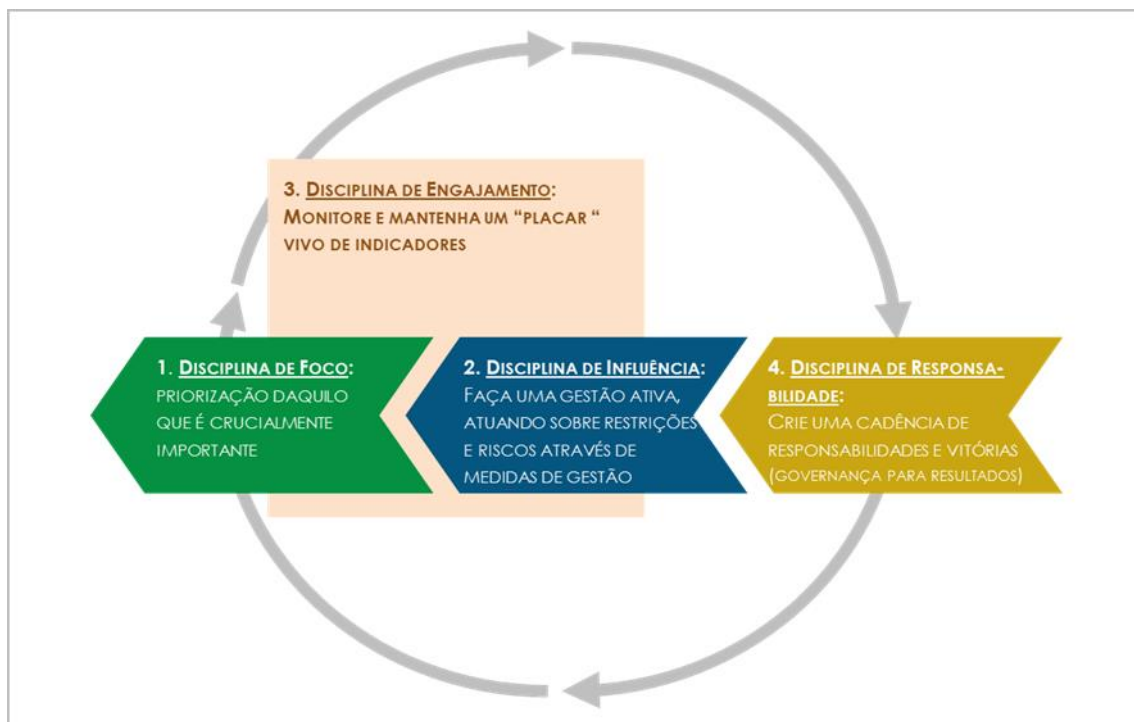 3. DISCIPLINA DE ENGAJAMENTO:
MONITORE E MANTENHA UM “PLACAR “
VIVO DE INDICADORES
1. DISCIPLINA DE FOCO:
PRIORIZAÇÃO DAQUILO
QUE É CRUCIALMENTE
IMPORTANTE
2. DISCIPLINA DE INFLUÊNCIA:
FAÇA UMA GESTÃO ATIVA,
ATUANDO SOBRE RESTRIÇÕES
E RISCOS ATRAVÉS DE
MEDIDAS DE GESTÃO
4. DISCIPLINA DE RESPONSA-
BILIDADE:
CRIE UMA CADÊNCIA DE
RESPONSABILIDADES E VITÓRIAS
(GOVERNANÇA PARA RESULTADOS)